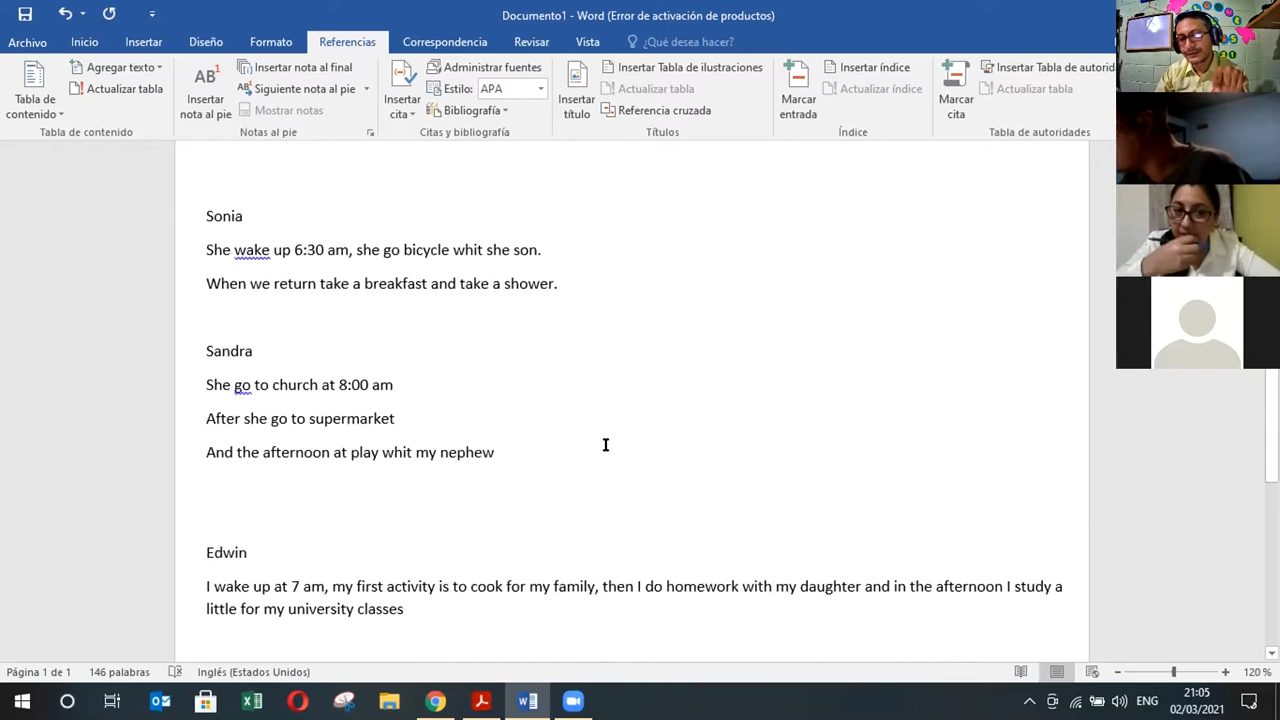 Documento1 - Word (Error de activación de productos)
Archivo Inicio Insertar Diseño Formato Referencias Correspondencia Revisar Vista ¿Qué desea hacer?
Tabla de contenido
Agregar texto
Actualizar tabla
Tabla de contenido
AB1
Insertar nota al pie
Insertar nota al final
Siguiente nota al pie
Mostrar notas
Notas al pie
Insertar cita
Administrar fuentes
Estilo: APA
Bibliografía
Citas y bibliografía
Insertar título
Insertar Tabla de ilustraciones
Actualizar tabla
Referencia cruzada
Títulos
Marcar entrada
Insertar índice
Actualizar índice
Índice
Marcar cita
Insertar Tabla de autorida
Actualizar tabla
Tabla de autoridades
Sonia
She wake up 6:30 am, she go bicycle whit she son.
When we return take a breakfast and take a shower.
Sandra
She go to church at 8:00 am
After she go to supermarket
And the afternoon at play whit my nephew
Edwin
I wake up at 7 am, my first activity is to cook for my family, then I do homework with my daughter and in the afternoon I study a
little for my university classes
Página 1 de 1 146 palabras Inglés (Estados Unidos) 120 %
ENG
21:05
02/03/2021